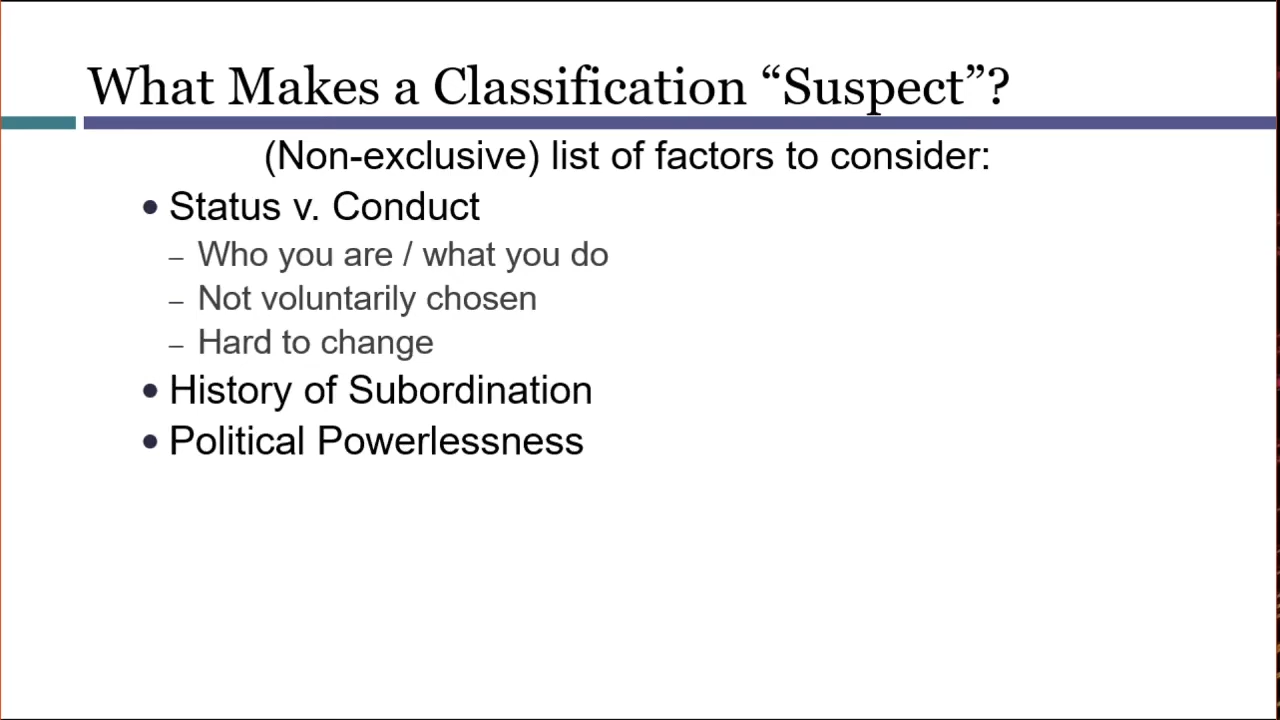 What Makes a Classification “Suspect”?
(Non-exclusive) list of factors to consider:
• Status v. Conduct
– Who you are / what you do
– Not voluntarily chosen
– Hard to change
• History of Subordination
• Political Powerlessness